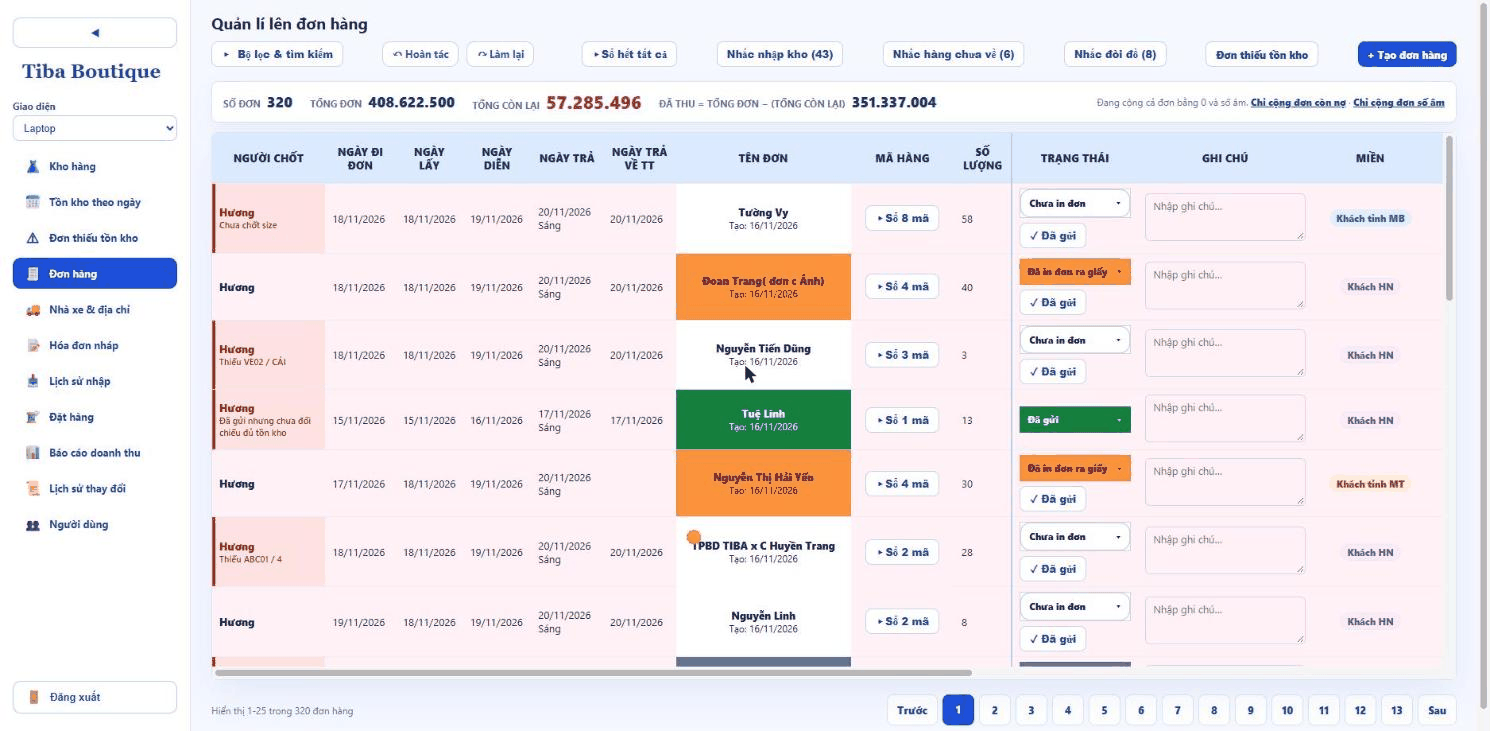 Quản lí lên đơn hàng
◀
Tiba Boutique
Giao diện
Laptop
Kho hàng
Tồn kho theo ngày
Đơn thiếu tồn kho
Đơn hàng
Nhà xe & địa chỉ
Hóa đơn nháp
Lịch sử nhập
Đặt hàng
Báo cáo doanh thu
Lịch sử thay đổi
Người dùng
Đăng xuất
▸ Bộ lọc & tìm kiếm
↶ Hoàn tác
↷ Làm lại
▸ Sổ hết tất cả
Nhắc nhập kho (43)
Nhắc hàng chưa về (6)
Nhắc đòi đồ (8)
Đơn thiếu tồn kho
+ Tạo đơn hàng
SỐ ĐƠN 320 TỔNG ĐƠN 408.622.500 TỔNG CÒN LẠI 57.285.496 ĐÃ THU = TỔNG ĐƠN − (TỔNG CÒN LẠI) 351.337.004
Đang cộng cả đơn bằng 0 và số âm. Chỉ cộng đơn còn nợ · Chỉ cộng đơn số âm
NGƯỜI CHỐT
NGÀY ĐI ĐƠN
NGÀY LẤY
NGÀY DIỄN
NGÀY TRẢ
NGÀY TRẢ VỀ TT
TÊN ĐƠN
MÃ HÀNG
SỐ LƯỢNG
TRẠNG THÁI
GHI CHÚ
MIỀN
Hương
Chưa chốt size
18/11/2026
18/11/2026
19/11/2026
20/11/2026
Sáng
20/11/2026
Tường Vy
Tạo: 16/11/2026
▸ Sổ 8 mã
58
Chưa in đơn
✓ Đã gửi
Nhập ghi chú...
Khách tỉnh MB
Hương
18/11/2026
18/11/2026
19/11/2026
20/11/2026
Sáng
20/11/2026
Đoan Trang( đơn c Ánh)
Tạo: 16/11/2026
▸ Sổ 4 mã
40
Đã in đơn ra giấy
✓ Đã gửi
Nhập ghi chú...
Khách HN
Hương
Thiếu VE02 / CÁI
18/11/2026
18/11/2026
19/11/2026
20/11/2026
Sáng
20/11/2026
Nguyễn Tiến Dũng
Tạo: 16/11/2026
▸ Sổ 3 mã
3
Chưa in đơn
✓ Đã gửi
Nhập ghi chú...
Khách HN
Hương
Đã gửi nhưng chưa đối
chiếu đủ tồn kho
15/11/2026
15/11/2026
16/11/2026
17/11/2026
Sáng
17/11/2026
Tuệ Linh
Tạo: 16/11/2026
▸ Sổ 1 mã
13
Đã gửi
Nhập ghi chú...
Khách HN
Hương
17/11/2026
18/11/2026
19/11/2026
20/11/2026
Sáng
Nguyễn Thị Hải Yến
Tạo: 16/11/2026
▸ Sổ 4 mã
30
Đã in đơn ra giấy
✓ Đã gửi
Nhập ghi chú...
Khách tỉnh MT
Hương
Thiếu ABC01 / 4
18/11/2026
18/11/2026
19/11/2026
20/11/2026
Sáng
20/11/2026
TPBD TIBA x C Huyền Trang
Tạo: 16/11/2026
▸ Sổ 2 mã
28
Chưa in đơn
✓ Đã gửi
Nhập ghi chú...
Khách HN
Hương
19/11/2026
18/11/2026
19/11/2026
20/11/2026
Sáng
20/11/2026
Nguyễn Linh
Tạo: 16/11/2026
▸ Sổ 2 mã
8
Chưa in đơn
✓ Đã gửi
Nhập ghi chú...
Khách HN
Hiển thị 1-25 trong 320 đơn hàng
Trước 1 2 3 4 5 6 7 8 9 10 11 12 13 Sau